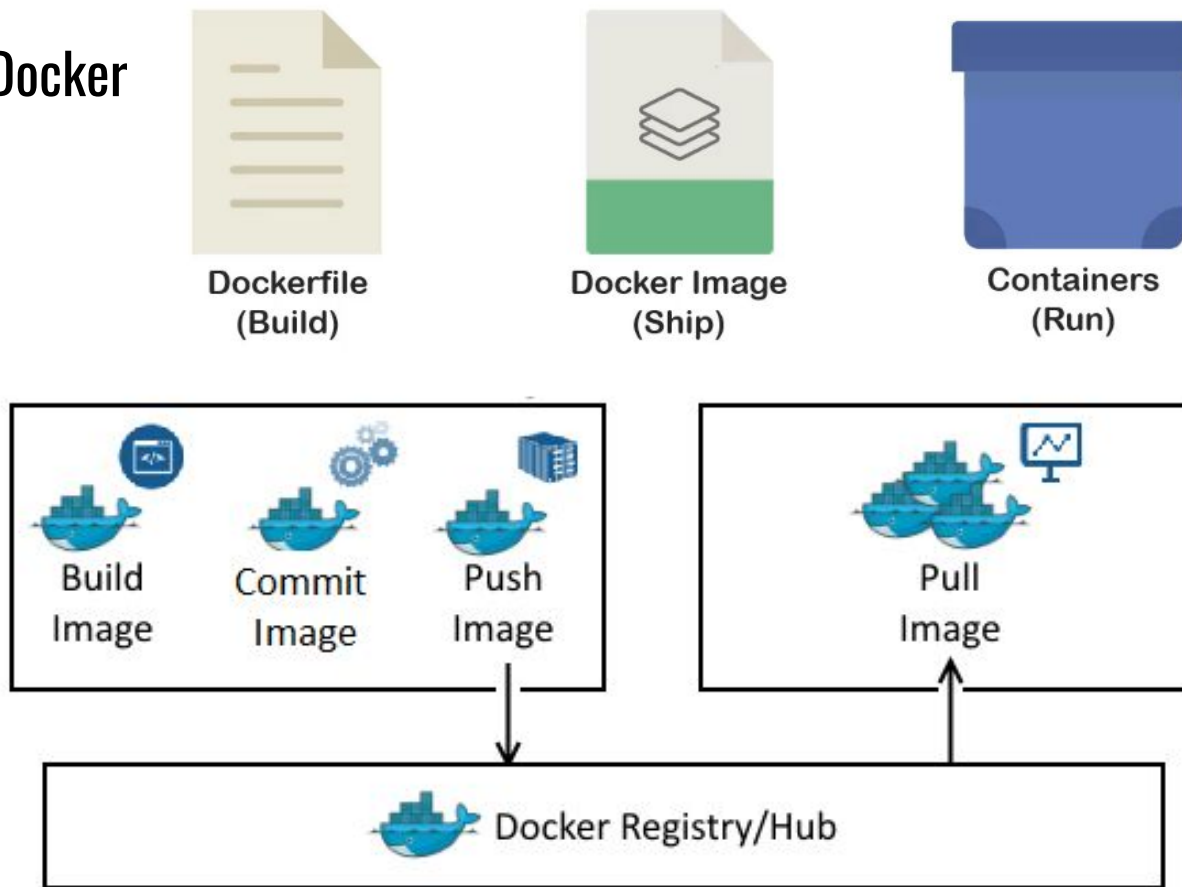 Docker
Dockerfile
(Build)
Docker Image
(Ship)
Containers
(Run)
Build
Image
Commit
Image
Push
Image
Pull
Image
Docker Registry/Hub